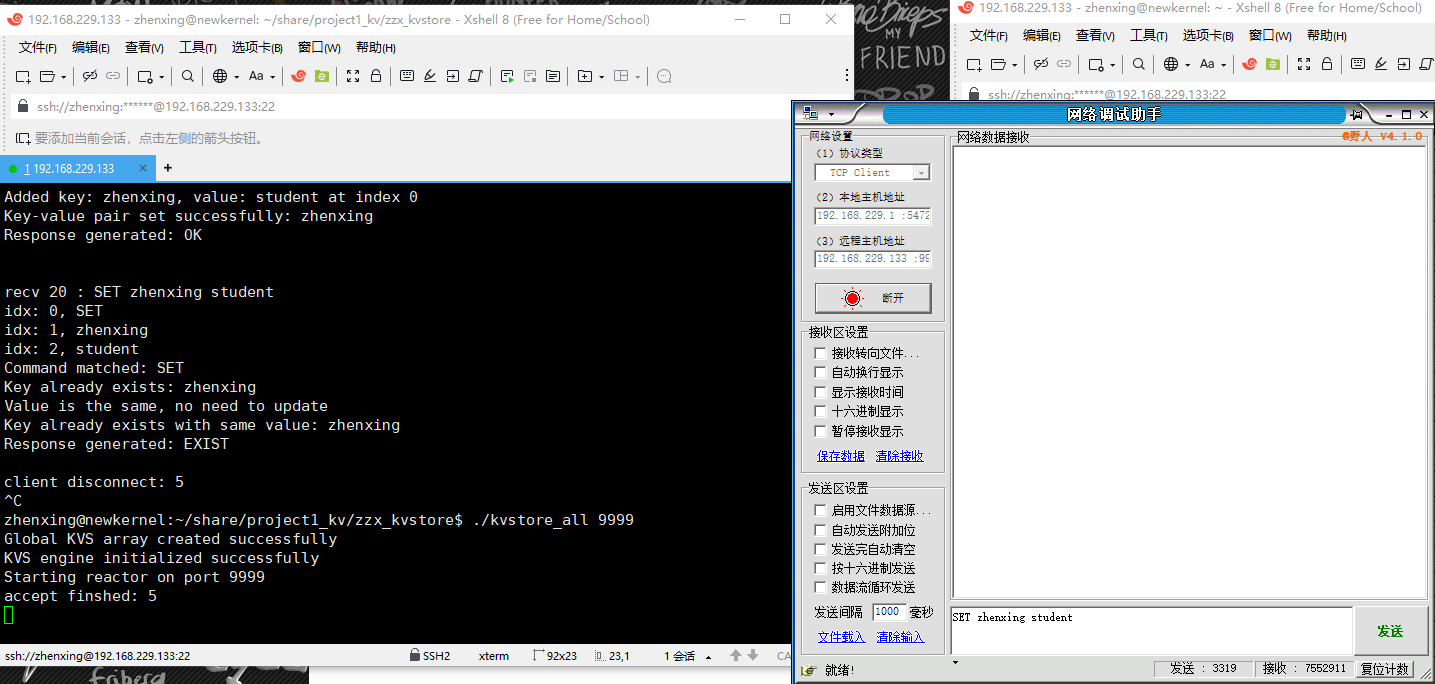 192.168.229.133 - zhenxing@newkernel: ~/share/project1_kv/zzx_kvstore - Xshell 8 (Free for Home/School)
文件(F) 编辑(E) 查看(V) 工具(T) 选项卡(B) 窗口(W) 帮助(H)
ssh://zhenxing:******@192.168.229.133:22
要添加当前会话，点击左侧的箭头按钮。
1 192.168.229.133
Added key: zhenxing, value: student at index 0
Key-value pair set successfully: zhenxing
Response generated: OK
recv 20 : SET zhenxing student
idx: 0, SET
idx: 1, zhenxing
idx: 2, student
Command matched: SET
Key already exists: zhenxing
Value is the same, no need to update
Key already exists with same value: zhenxing
Response generated: EXIST
client disconnect: 5
^C
zhenxing@newkernel:~/share/project1_kv/zzx_kvstore$ ./kvstore_all 9999
Global KVS array created successfully
KVS engine initialized successfully
Starting reactor on port 9999
accept finshed: 5
ssh://zhenxing@192.168.229.133:22 SSH2 xterm 92x23 23,1 1 会话 CA
MY
FRIEND
192.168.229.133 - zhenxing@newkernel: ~ - Xshell 8 (Free for Home/School)
文件(F) 编辑(E) 查看(V) 工具(T) 选项卡(B) 窗口(W) 帮助(H)
ssh://zhenxing:******@192.168.229.133:22
网络调试助手
网络设置
(1) 协议类型
TCP Client
(2) 本地主机地址
192.168.229.1 :5472
(3) 远程主机地址
192.168.229.133 :99
断开
接收区设置
接收转向文件...
自动换行显示
显示接收时间
十六进制显示
暂停接收显示
保存数据 清除接收
发送区设置
启用文件数据源...
自动发送附加位
发送完自动清空
按十六进制发送
数据流循环发送
发送间隔 1000 毫秒
文件载入 清除输入
网络数据接收
@野人 V4.1.0
SET zhenxing student
发送
就绪!
发送 : 3319 接收 : 7552911 复位计数